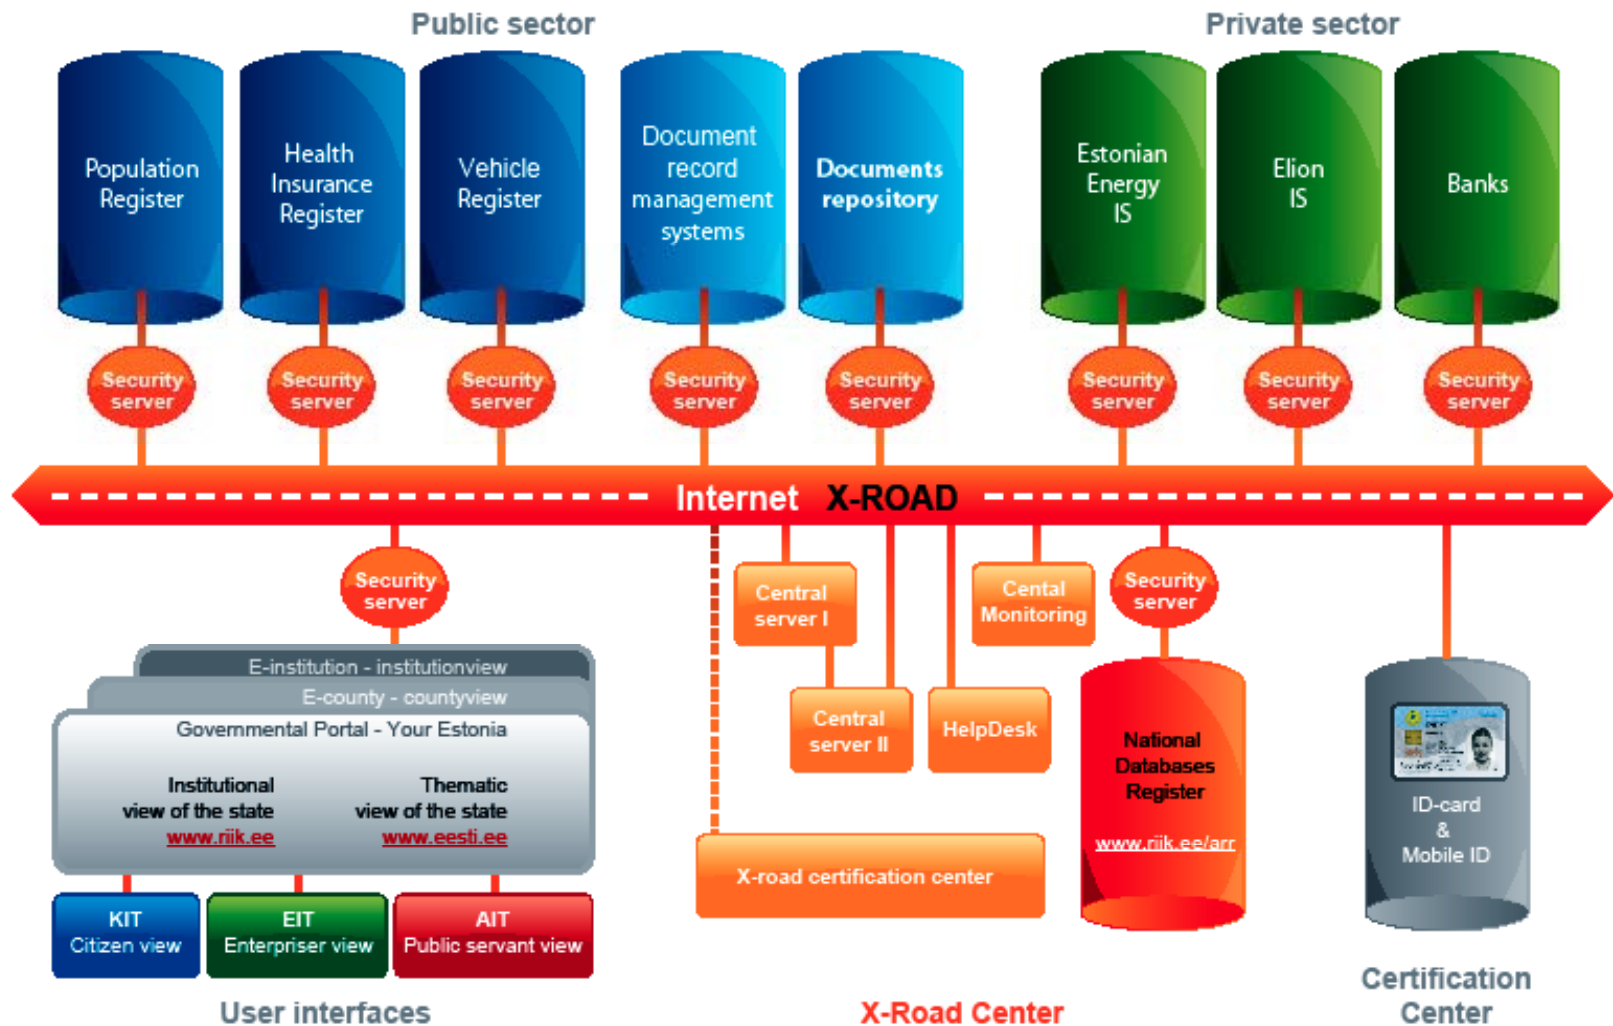 Public sector
Private sector
Population
Register
Health
Insurance
Register
Vehicle
Register
Document
record
management
systems
Documents
repository
Estonian
Energy
IS
Elion
IS
Banks
Security
server
Security
server
Security
server
Security
server
Security
server
Security
server
Security
server
Security
server
Internet X-ROAD
Security
server
E-institution - institutionview
E-county - countyview
Governmental Portal - Your Estonia
Institutional
view of the state
www.riik.ee
Thematic
view of the state
www.eesti.ee
KIT
Citizen view
EIT
Enterpriser view
AIT
Public servant view
User interfaces
Central
server I
Central
server II
HelpDesk
Cental
Monitoring
X-road certification center
Security
server
National
Databases
Register
www.riik.ee/arr
X-Road Center
ID-card
&
Mobile ID
Certification
Center